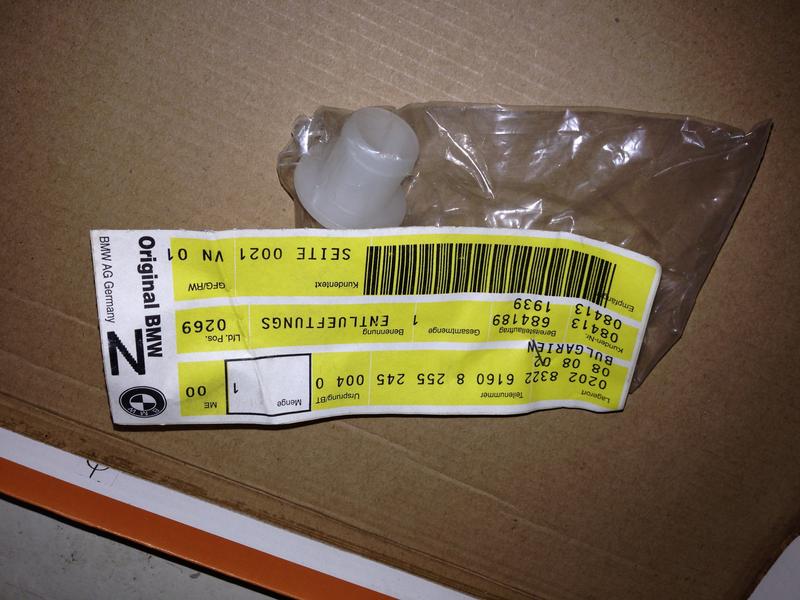 Lagerort Teilenummer Ursprung/BT Menge ME
0202 8322 6160 8 255 245 004 0 1 00
08 08 02
BULGARIEN
Kunden-Nr. Bereitstellauftrag Gesamtmenge Benennung Lfd. Pos.
08413 684189 1 ENTLUEFTUNGS 0269
08413 1939
Kundentext GFG/RW
SEITE 0021 VN 01
Original BMW
BMW AG Germany
N
BMW